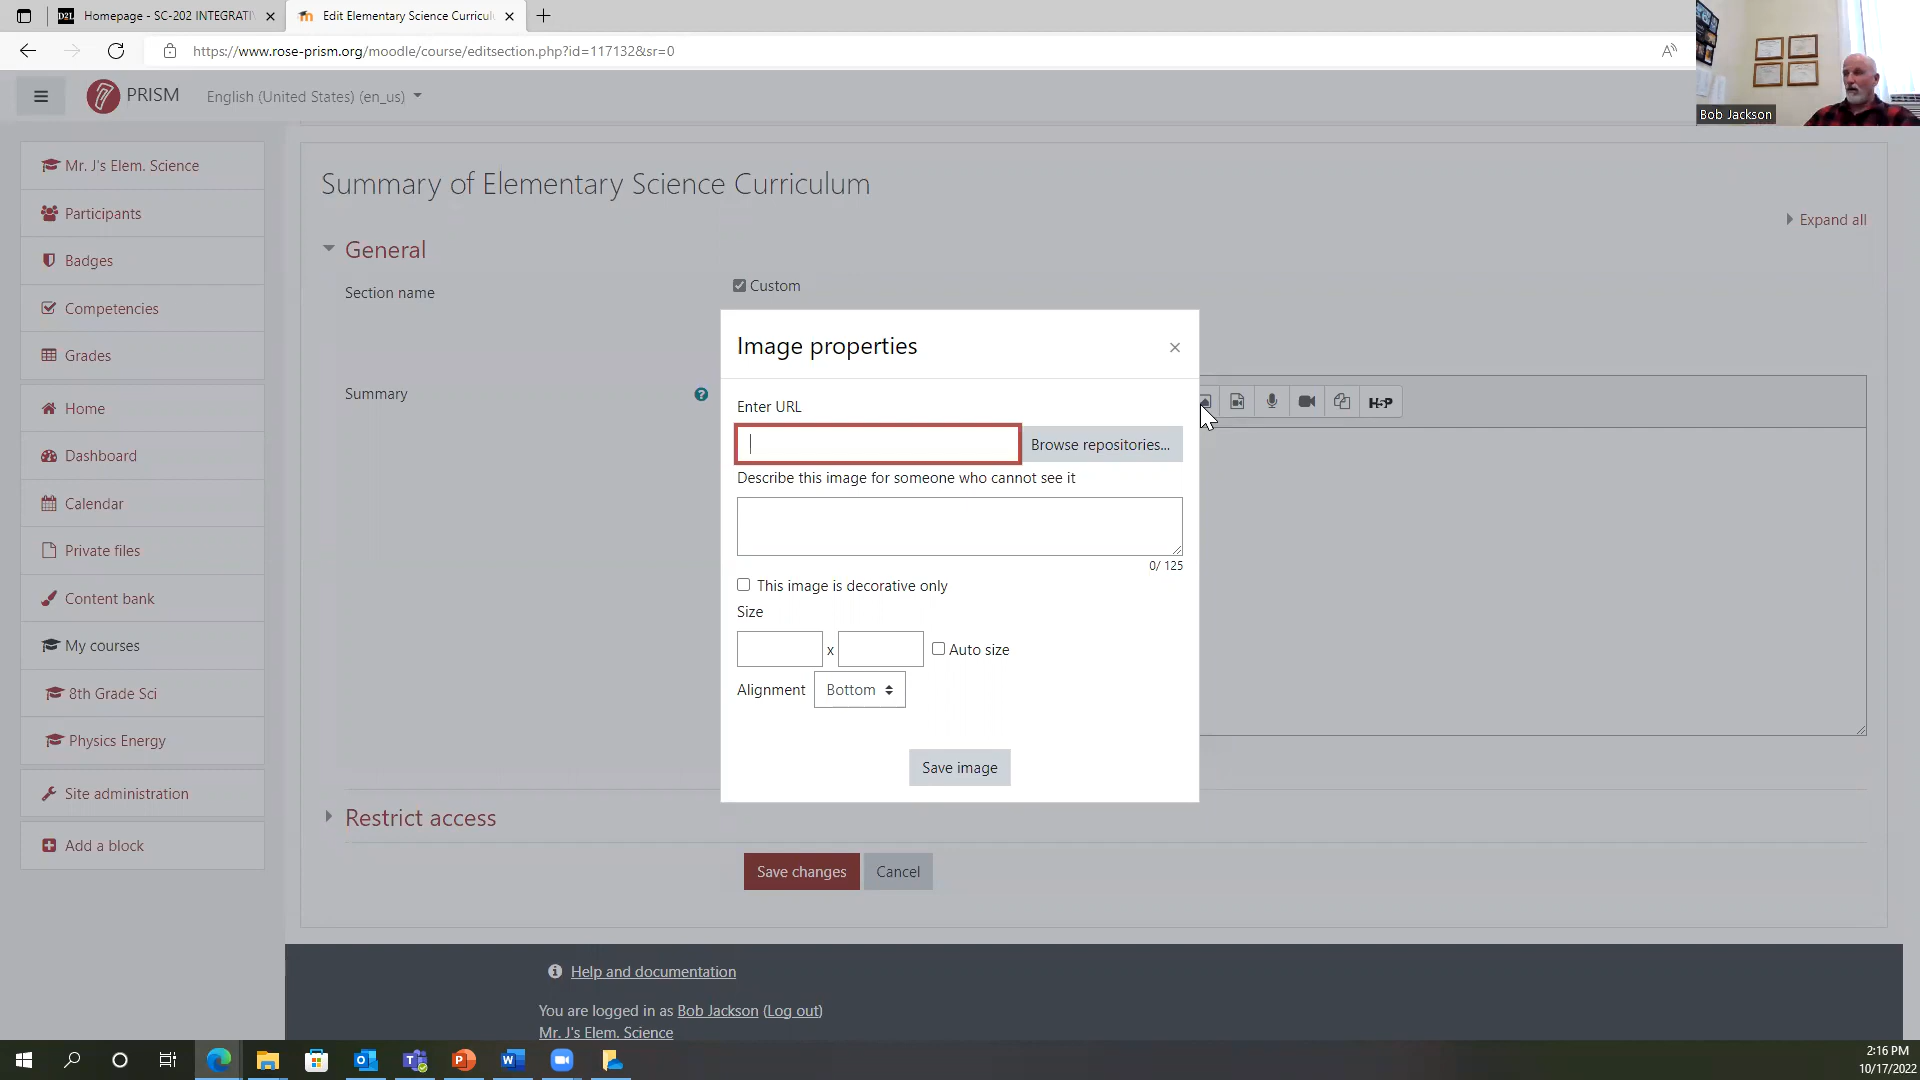 D2L Homepage - SC-202 INTEGRATIV
Edit Elementary Science Curricul
https://www.rose-prism.org/moodle/course/editsection.php?id=117132&sr=0
PRISM English (United States) (en_us)
Bob Jackson
Mr. J's Elem. Science
Participants
Badges
Competencies
Grades
Home
Dashboard
Calendar
Private files
Content bank
My courses
8th Grade Sci
Physics Energy
Site administration
Add a block
Summary of Elementary Science Curriculum
Expand all
General
Section name
Custom
Summary
H5P
Image properties
Enter URL
Browse repositories...
Describe this image for someone who cannot see it
0/ 125
This image is decorative only
Size
x Auto size
Alignment Bottom
Save image
Restrict access
Save changes Cancel
Help and documentation
You are logged in as Bob Jackson (Log out)
Mr. J's Elem. Science
2:16 PM
10/17/2022